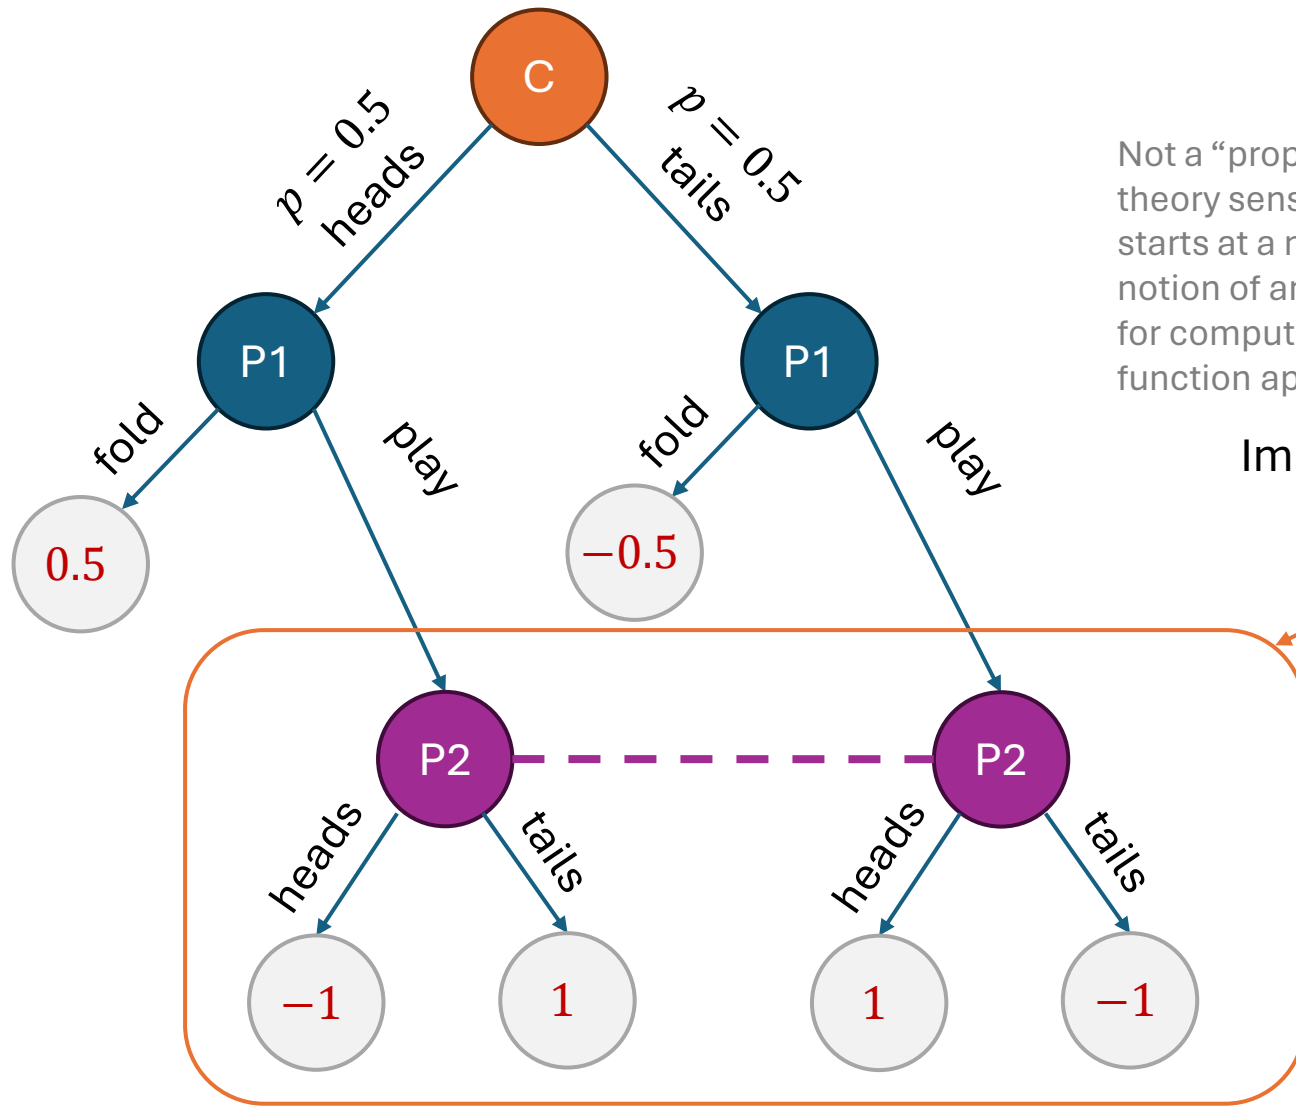 C
p = 0.5
heads
p = 0.5
tails
Not a “prop
theory sens
starts at a
notion of
for comput
function ap
P1
P1
fold
play
fold
play
Im
0.5
−0.5
P2
P2
heads
tails
heads
tails
−1
1
1
−1